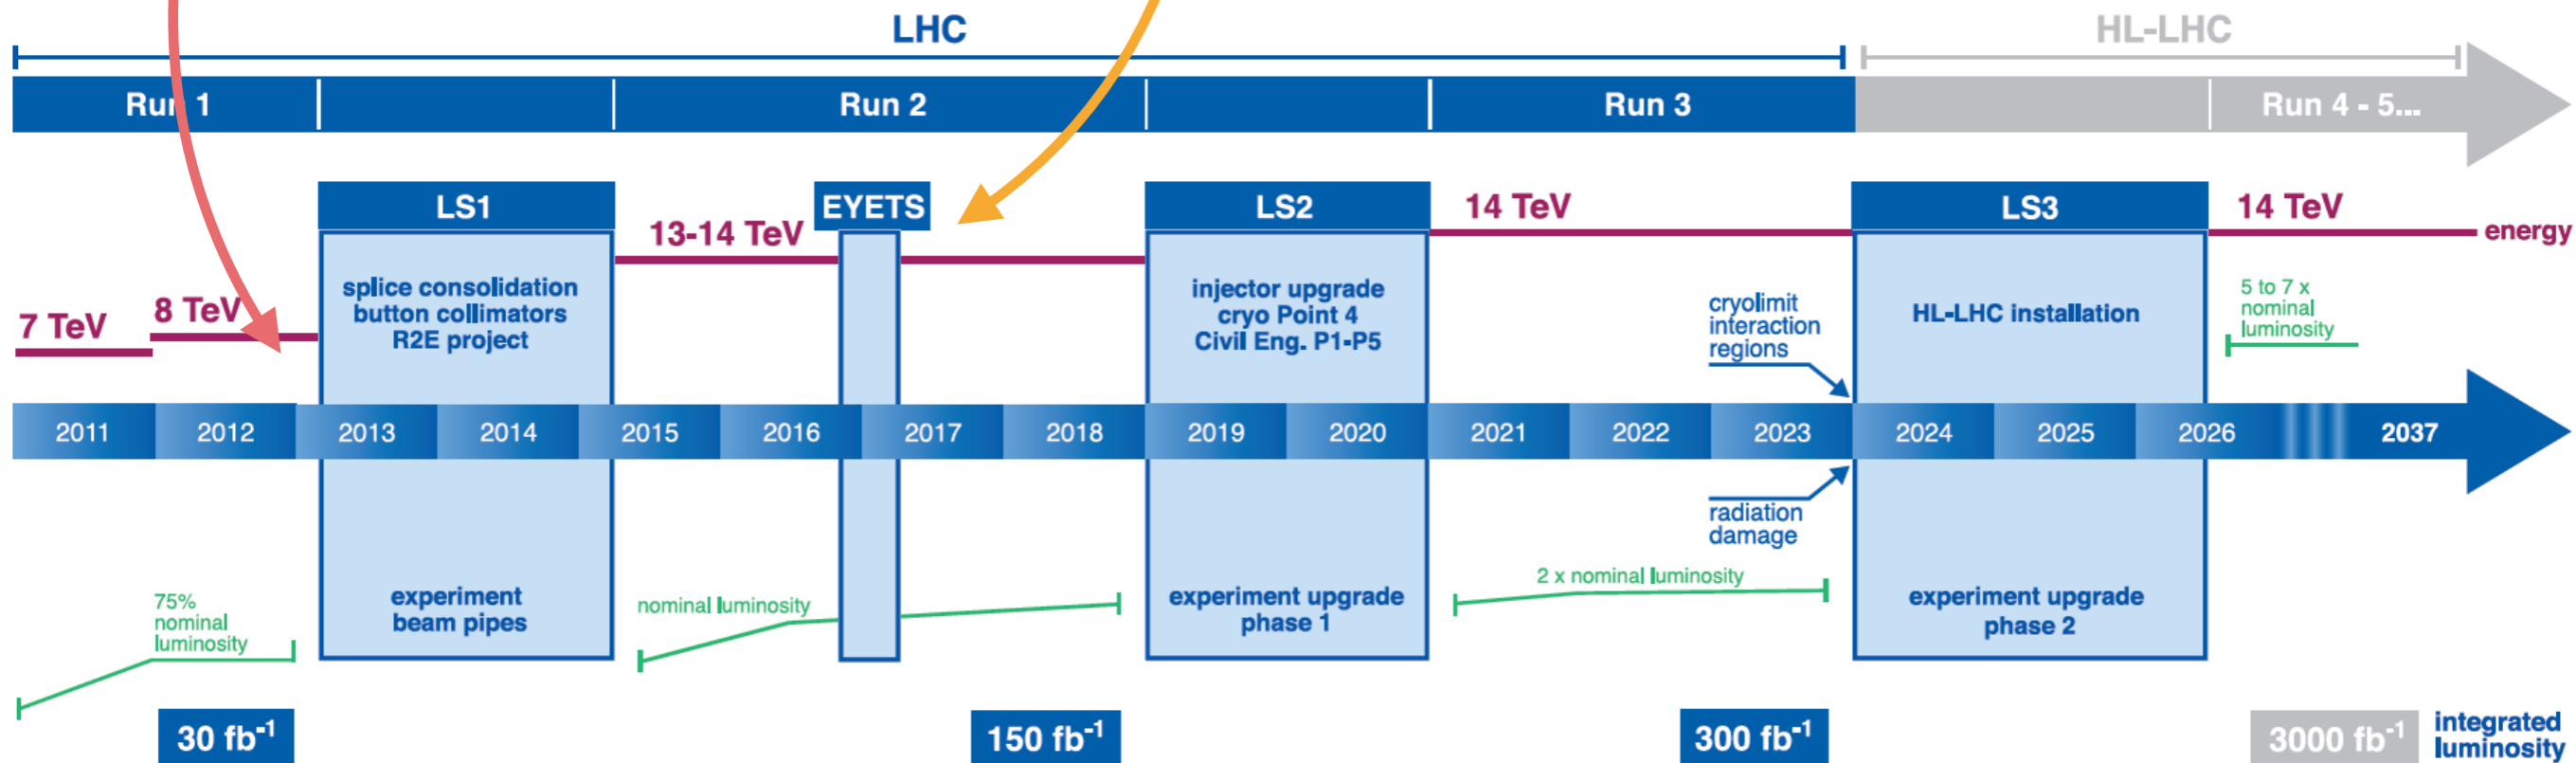 LHC
HL-LHC
Run 1
Run 2
Run 3
Run 4 - 5...
LS1
EYETS
LS2
14 TeV
LS3
14 TeV
energy
13-14 TeV
splice consolidation
button collimators
R2E project
injector upgrade
cryo Point 4
Civil Eng. P1-P5
cryolimit
interaction
regions
HL-LHC installation
5 to 7 x
nominal
luminosity
7 TeV
8 TeV
2011
2012
2013
2014
2015
2016
2017
2018
2019
2020
2021
2022
2023
2024
2025
2026
2037
radiation
damage
75%
nominal
luminosity
experiment
beam pipes
nominal luminosity
experiment upgrade
phase 1
2 x nominal luminosity
experiment upgrade
phase 2
30 fb⁻¹
150 fb⁻¹
300 fb⁻¹
3000 fb⁻¹
integrated
luminosity